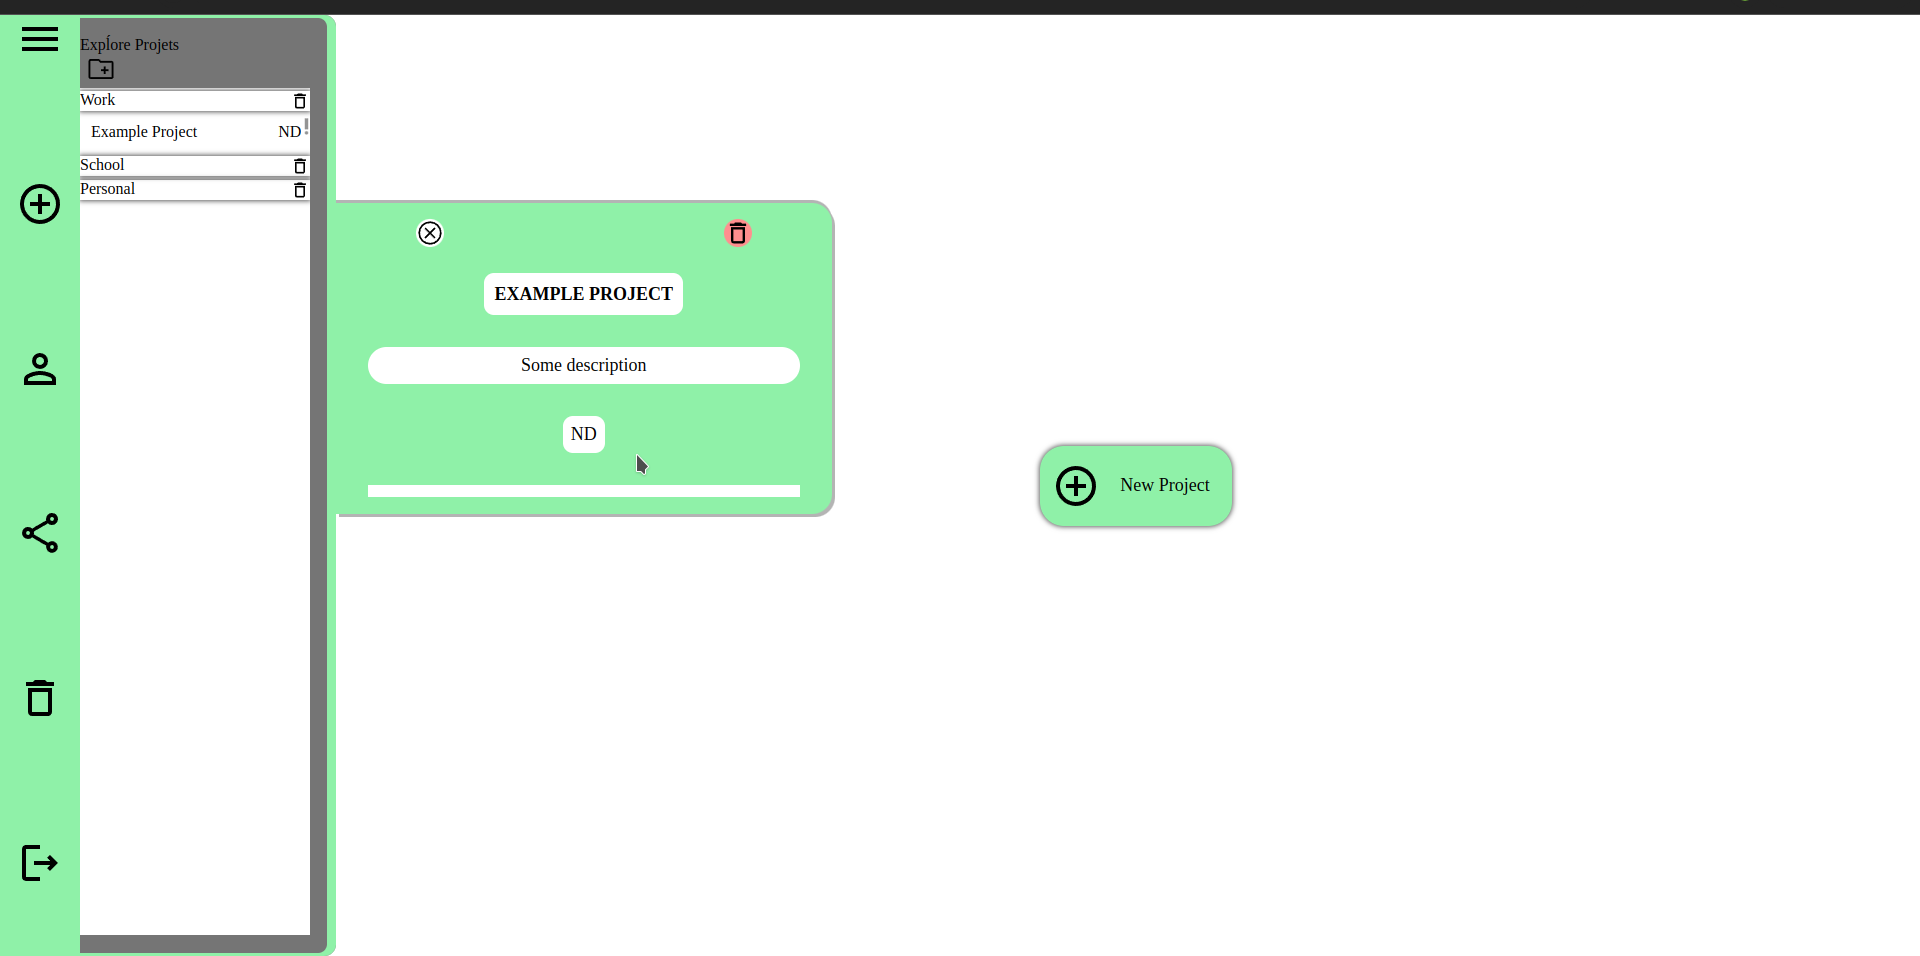 Explore Projets
Work
Example Project ND
School
Personal
EXAMPLE PROJECT
Some description
ND
New Project